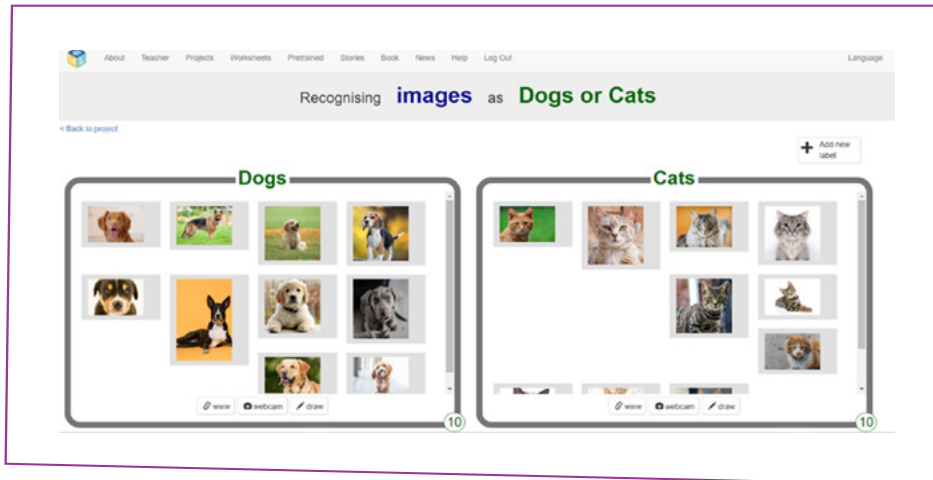 About Teacher Projects Worksheets Pretrained Stories Book News Help Log Out Language
Recognising images as Dogs or Cats
< Back to project
+ Add new label
Dogs
Cats
www webcam draw
10
www webcam draw
10